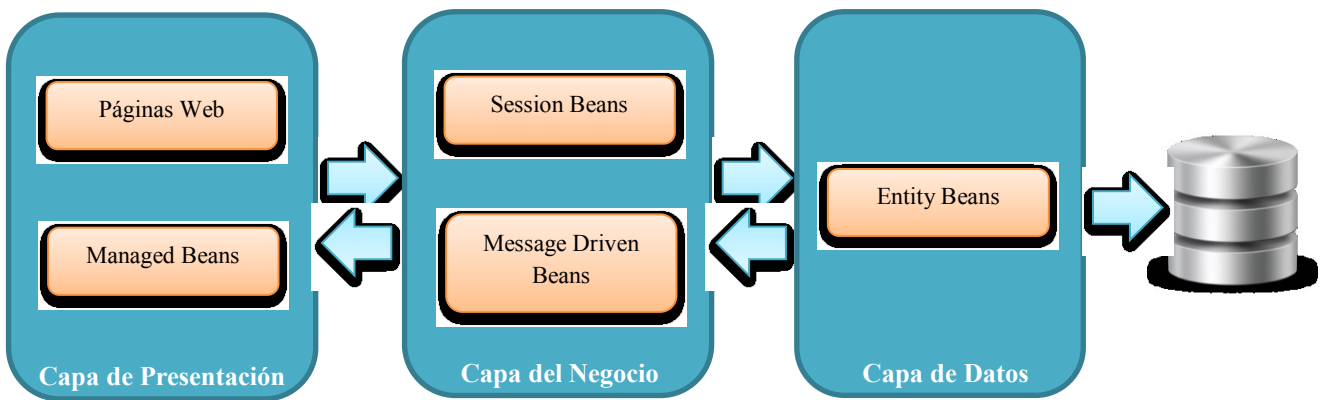 Páginas Web
Managed Beans
Capa de Presentación
Session Beans
Message Driven
Beans
Capa del Negocio
Entity Beans
Capa de Datos